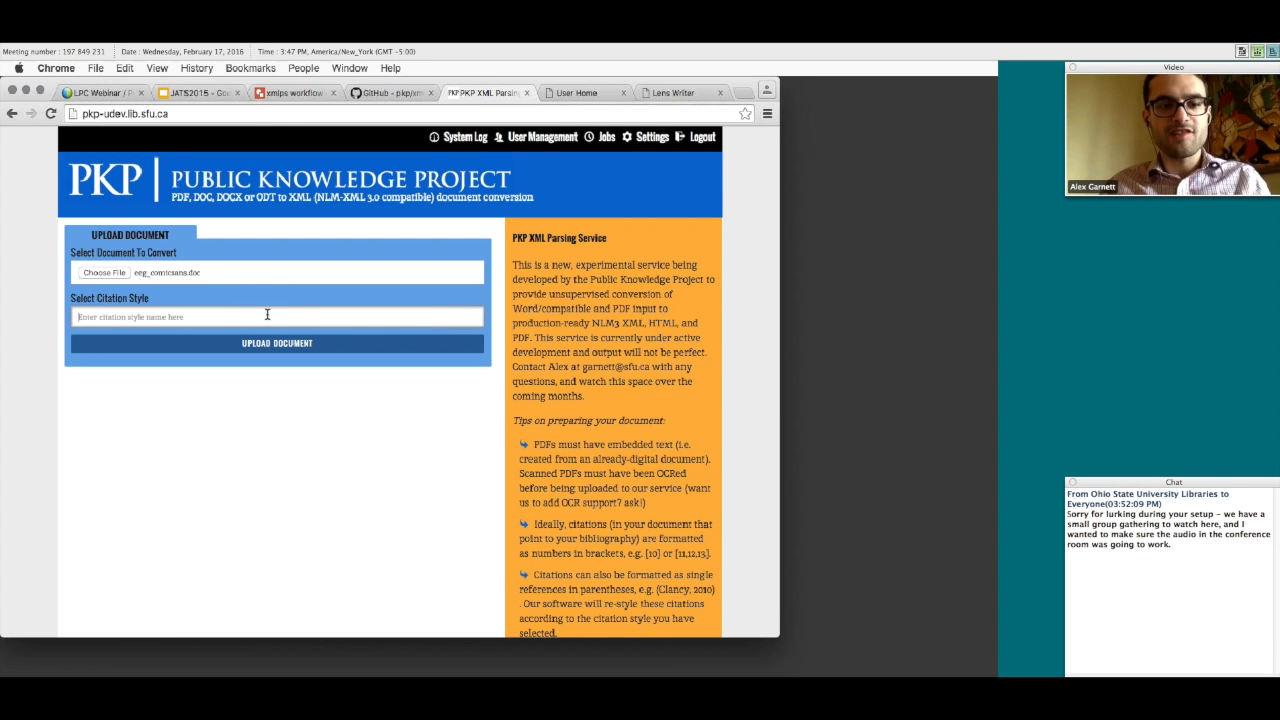 Meeting number : 197 849 231
Date : Wednesday, February 17, 2016
Time : 3:47 PM, America/New_York (GMT -5:00)
Chrome File Edit View History Bookmarks People Window Help
LPC Webinar / P
JATS2015 - Goo
xmlps workflow
GitHub - pkp/xm
PKP PKP XML Parsing
User Home
Lens Writer
pkp-udev.lib.sfu.ca
System Log User Management Jobs Settings Logout
PKP PUBLIC KNOWLEDGE PROJECT
PDF, DOC, DOCX or ODT to XML (NLM-XML 3.0 compatible) document conversion
UPLOAD DOCUMENT
Select Document To Convert
Choose File eeg_comicsans.doc
Select Citation Style
Enter citation style name here
UPLOAD DOCUMENT
PKP XML Parsing Service
This is a new, experimental service being
developed by the Public Knowledge Project to
provide unsupervised conversion of
Word/compatible and PDF input to
production-ready NLM3 XML, HTML, and
PDF. This service is currently under active
development and output will not be perfect.
Contact Alex at garnett@sfu.ca with any
questions, and watch this space over the
coming months.
Tips on preparing your document:
PDFs must have embedded text (i.e.
created from an already-digital document).
Scanned PDFs must have been OCRed
before being uploaded to our service (want
us to add OCR support? ask!)
Ideally, citations (in your document that
point to your bibliography) are formatted
as numbers in brackets, e.g. [10] or [11,12,13].
Citations can also be formatted as single
references in parentheses, e.g. (Clancy, 2010)
. Our software will re-style these citations
according to the citation style you have
selected.
Video
Alex Garnett
Chat
From Ohio State University Libraries to
Everyone(03:52:09 PM)
Sorry for lurking during your setup - we have a
small group gathering to watch here, and I
wanted to make sure the audio in the conference
room was going to work.